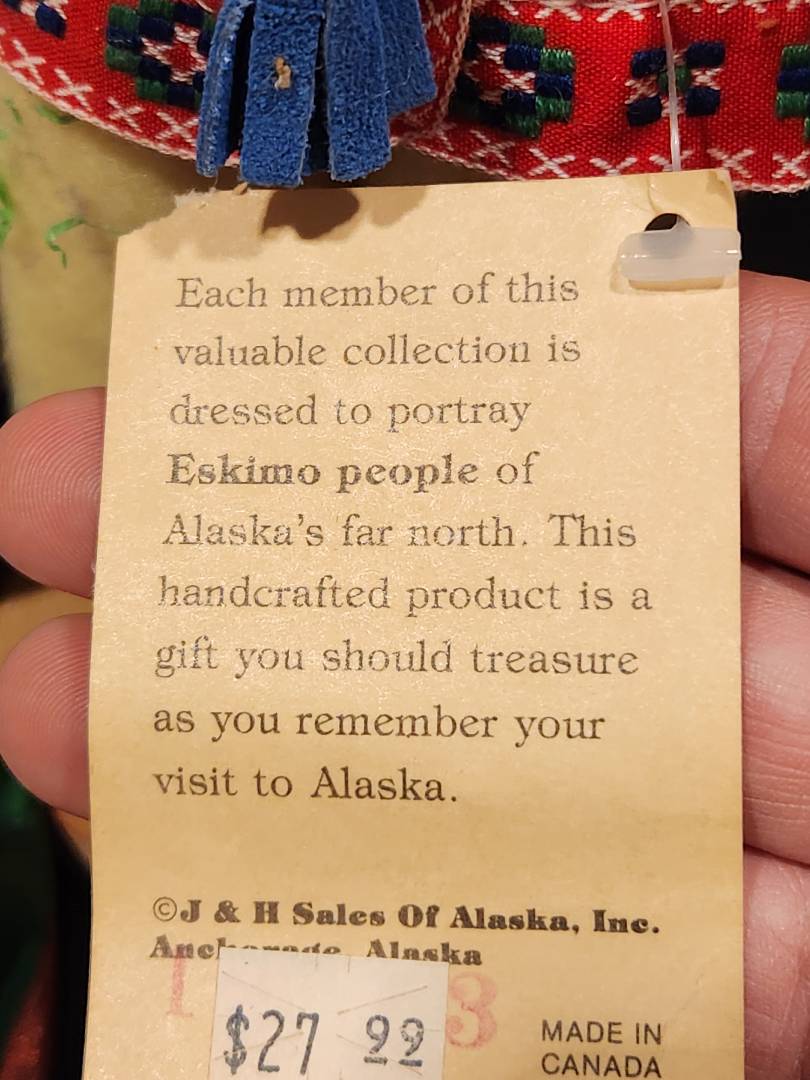 Each member of this
valuable collection is
dressed to portray
Eskimo people of
Alaska's far north. This
handcrafted product is a
gift you should treasure
as you remember your
visit to Alaska.
©J & H Sales Of Alaska, Inc.
Anchorage, Alaska
$27 99
MADE IN
CANADA